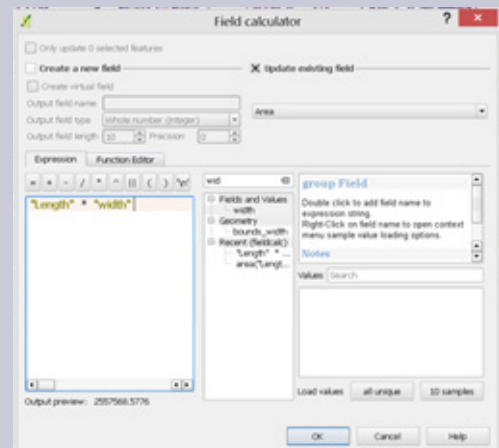 Field calculator
?
×
Only update 0 selected features
Create a new field
Update existing field
Create virtual field
Output field name
Output field type
Whole number (integer)
Output field length
10
Precision
0
Area
Expression
Function Editor
= + - / * ^ || ( ) '\n'
"Length" * "width"
wid
Fields and Values
width
Geometry
bounds_width
Recent (fieldcalc)
"Length" * ...
area("Lengt...
group Field
Double click to add field name to
expression string.
Right-Click on field name to open context
menu sample value loading options.
Notes
Values
Search
Load values
all unique
10 samples
Output preview: 2557566.5776
OK
Cancel
Help